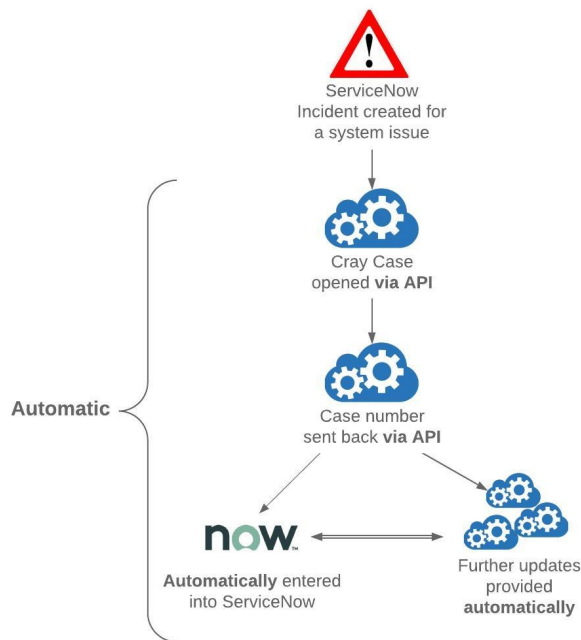 !
ServiceNow
Incident created for
a system issue
Cray Case
opened via API
Case number
sent back via API
Automatic
now™
Automatically entered
into ServiceNow
Further updates
provided
automatically